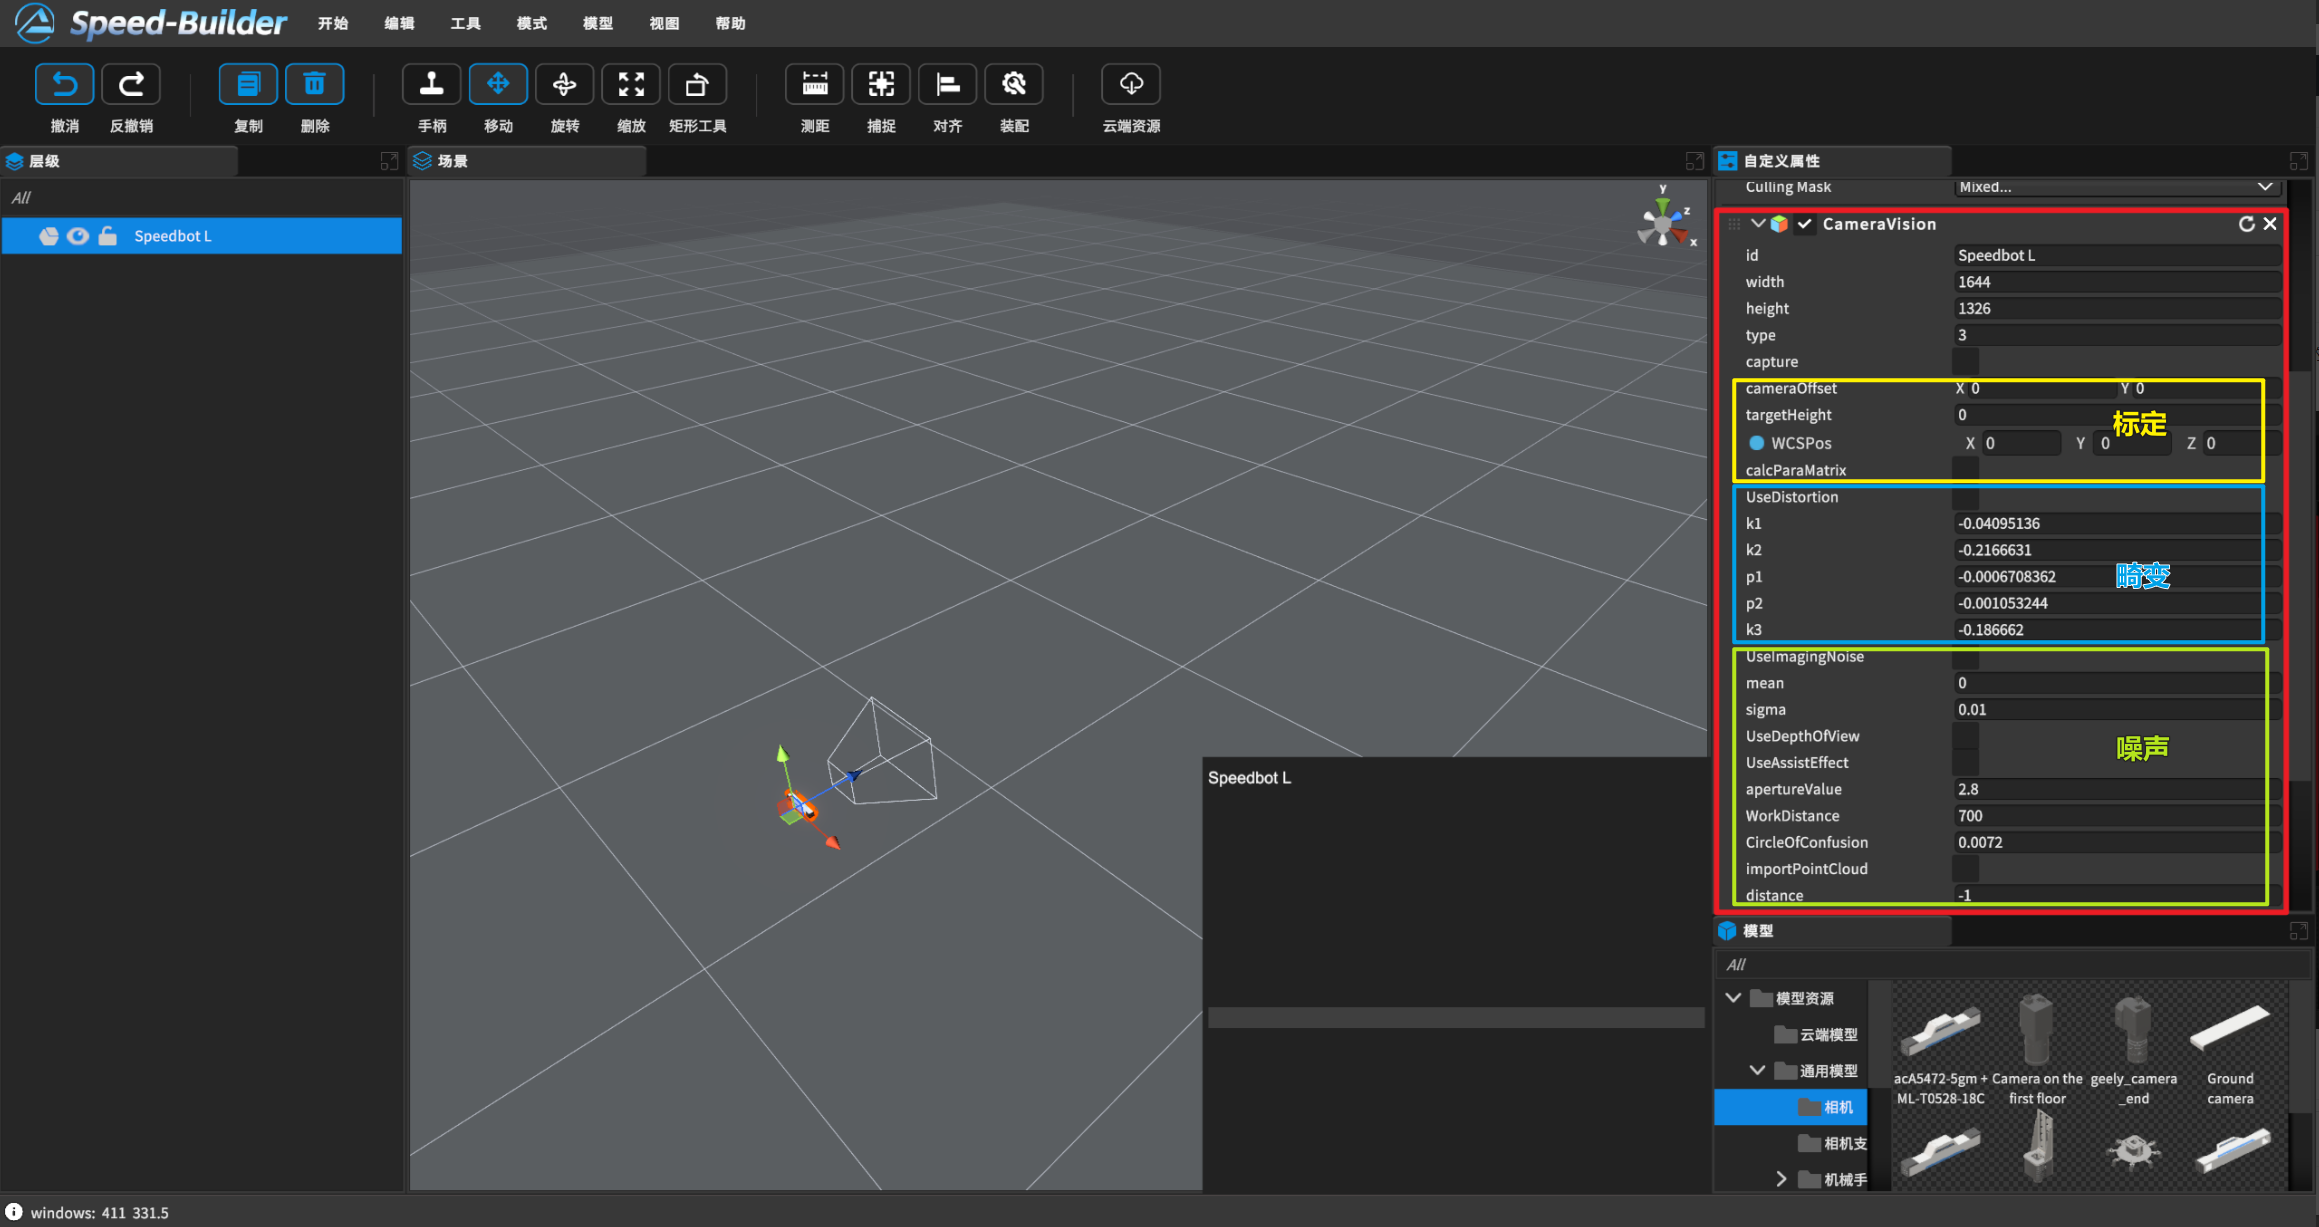 Speed-Builder 开始 编辑 工具 模式 模型 视图 帮助
撤消 反撤销 复制 删除 手柄 移动 旋转 缩放 矩形工具 测距 捕捉 对齐 装配 云端资源
层级
All
Speedbot L
场景
y
z
x
Speedbot L
自定义属性
Culling Mask Mixed...
CameraVision
id Speedbot L
width 1644
height 1326
type 3
capture
cameraOffset X 0 Y 0
targetHeight 0
标定
WCSPos X 0 Y 0 Z 0
calcParaMatrix
UseDistortion
k1 -0.04095136
k2 -0.2166631
p1 -0.0006708362
畸变
p2 -0.001053244
k3 -0.186662
UseImagingNoise
mean 0
sigma 0.01
UseDepthOfView
噪声
UseAssistEffect
apertureValue 2.8
WorkDistance 700
CircleOfConfusion 0.0072
importPointCloud
distance -1
模型
All
模型资源
云端模型
通用模型
相机
相机支
机械手
acA5472-5gm +
ML-T0528-18C
Camera on the
first floor
geely_camera
_end
Ground
camera
windows: 411 331.5